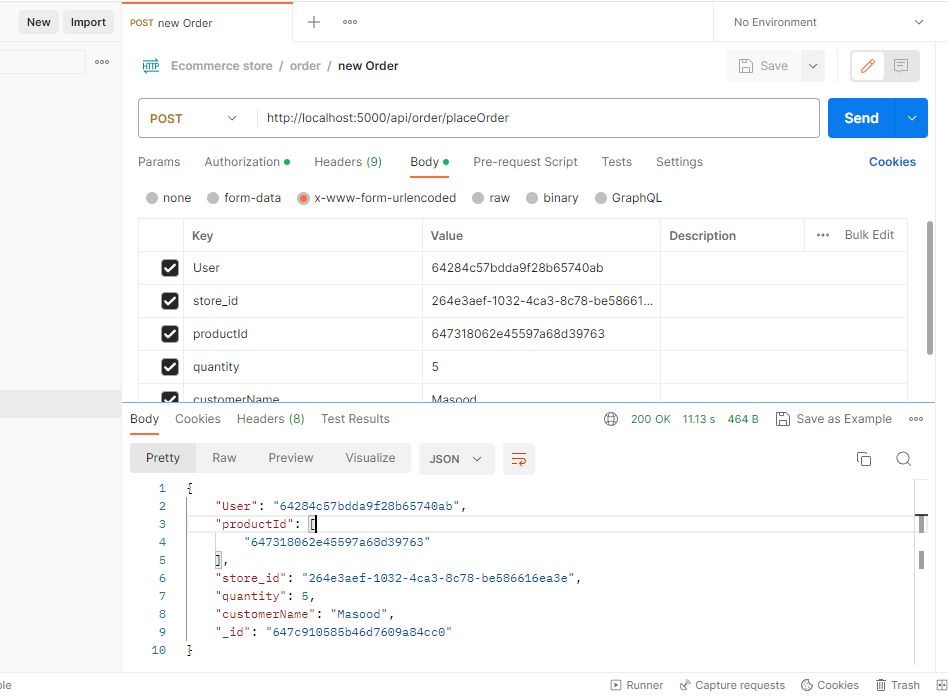 New Import POST new Order No Environment
Ecommerce store / order / new Order Save
POST http://localhost:5000/api/order/placeOrder Send
Params Authorization Headers (9) Body Pre-request Script Tests Settings Cookies
none form-data x-www-form-urlencoded raw binary GraphQL
Key Value Description Bulk Edit
User 64284c57bdda9f28b65740ab
store_id 264e3aef-1032-4ca3-8c78-be58661...
productId 647318062e45597a68d39763
quantity 5
customerName Masood
Body Cookies Headers (8) Test Results 200 OK 11.13 s 464 B Save as Example
Pretty Raw Preview Visualize JSON
1 {
2 "User": "64284c57bdda9f28b65740ab",
3 "productId": [
4 "647318062e45597a68d39763"
5 ],
6 "store_id": "264e3aef-1032-4ca3-8c78-be586616ea3e",
7 "quantity": 5,
8 "customerName": "Masood",
9 "_id": "647c910585b46d7609a84cc0"
10 }
Runner Capture requests Cookies Trash